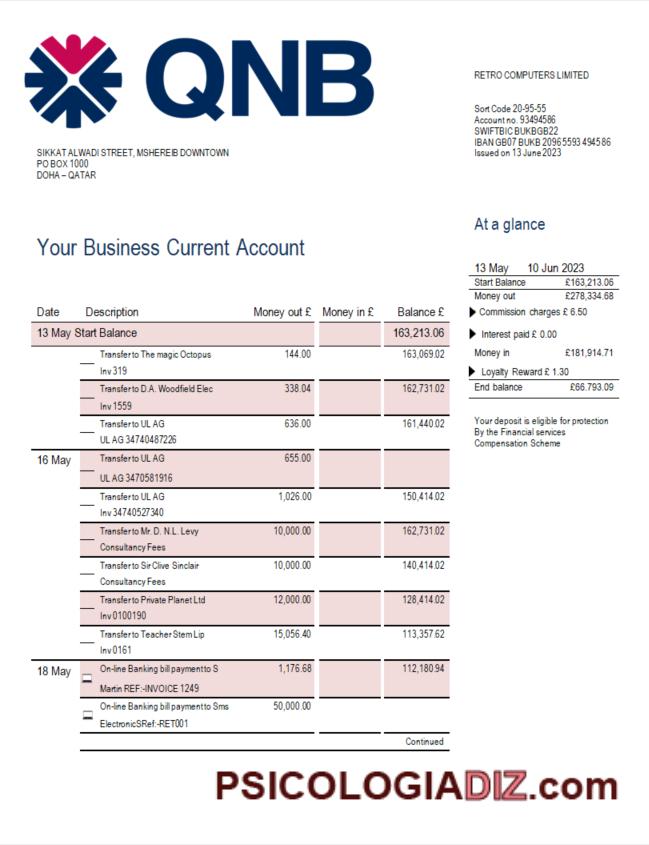 QNB
RETRO COMPUTERS LIMITED
Sort Code 20-95-55
Account no. 93494586
SWIFTBIC BUKBGB22
IBAN GB07 BUKB 20965593 494586
Issued on 13 June 2023
SIKKAT ALWADI STREET, MSHEREIB DOWNTOWN
PO BOX 1000
DOHA – QATAR
At a glance
Your Business Current Account
13 May 10 Jun 2023
Start Balance £163,213.06
Money out £278,334.68
Commission charges £ 6.50
Interest paid £ 0.00
Money in £181,914.71
Loyalty Reward £ 1.30
End balance £66.793.09
Your deposit is eligible for protection
By the Financial services
Compensation Scheme
Date Description Money out £ Money in £ Balance £
13 May Start Balance 163,213.06
Transfer to The magic Octopus 144.00 163,069.02
Inv 319
Transfer to D.A. Woodfield Elec 338.04 162,731.02
Inv 1559
Transfer to UL AG 636.00 161,440.02
UL AG 34740487226
16 May Transfer to UL AG 655.00
UL AG 3470581916
Transfer to UL AG 1,026.00 150,414.02
Inv 34740527340
Transfer to Mr. D. N.L. Levy 10,000.00 162,731.02
Consultancy Fees
Transfer to Sir Clive Sinclair 10,000.00 140,414.02
Consultancy Fees
Transfer to Private Planet Ltd 12,000.00 128,414.02
Inv 0100190
Transfer to Teacher Stem Lip 15,056.40 113,357.62
Inv 0161
18 May On-line Banking bill payment to S 1,176.68 112,180.94
Martin REF:-INVOICE 1249
On-line Banking bill payment to Sms 50,000.00
ElectronicSRef:-RET001
Continued
PSICOLOGIADIZ.com